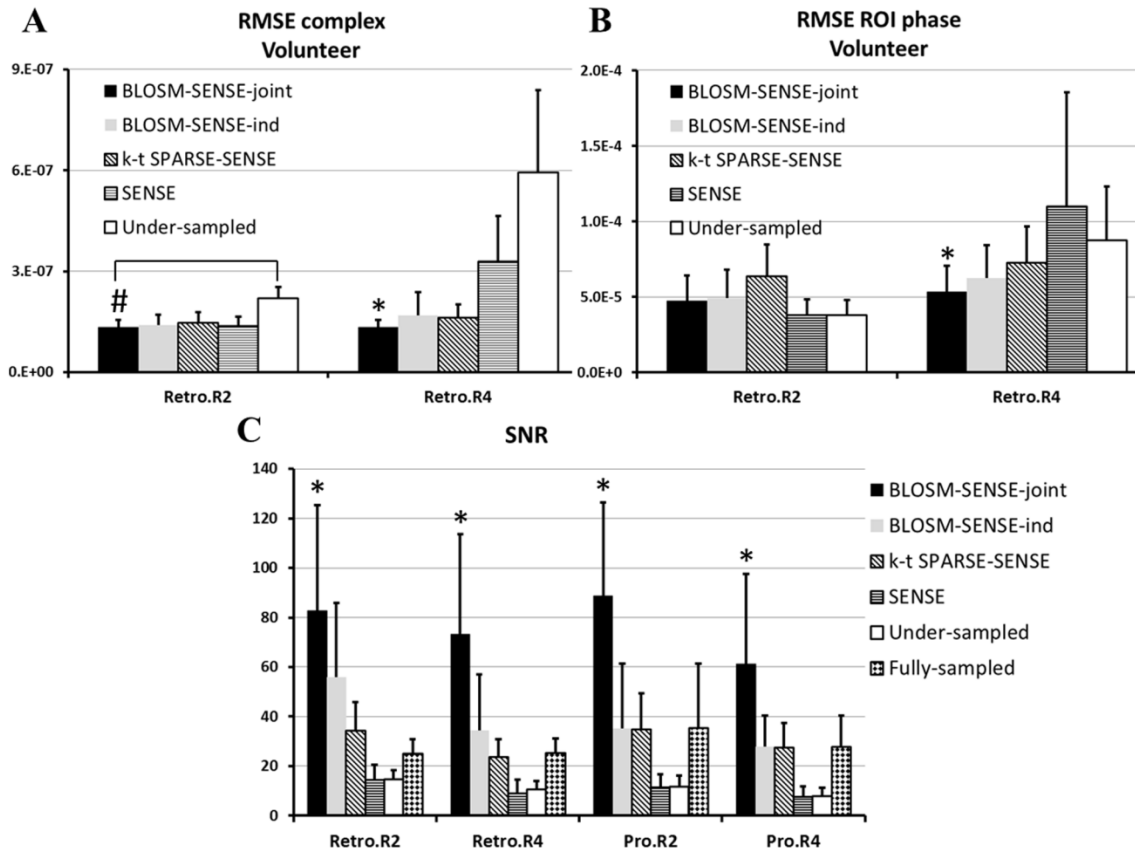 A
RMSE complex
Volunteer
9.E-07
6.E-07
3.E-07
0.E+00
BLOSM-SENSE-joint
BLOSM-SENSE-ind
k-t SPARSE-SENSE
SENSE
Under-sampled
#
*
Retro.R2
Retro.R4
B
RMSE ROI phase
Volunteer
2.0E-4
1.5E-4
1.0E-4
5.0E-5
0.0E+0
BLOSM-SENSE-joint
BLOSM-SENSE-ind
k-t SPARSE-SENSE
SENSE
Under-sampled
*
Retro.R2
Retro.R4
C
SNR
140
120
100
80
60
40
20
0
*
*
*
*
Retro.R2
Retro.R4
Pro.R2
Pro.R4
BLOSM-SENSE-joint
BLOSM-SENSE-ind
k-t SPARSE-SENSE
SENSE
Under-sampled
Fully-sampled